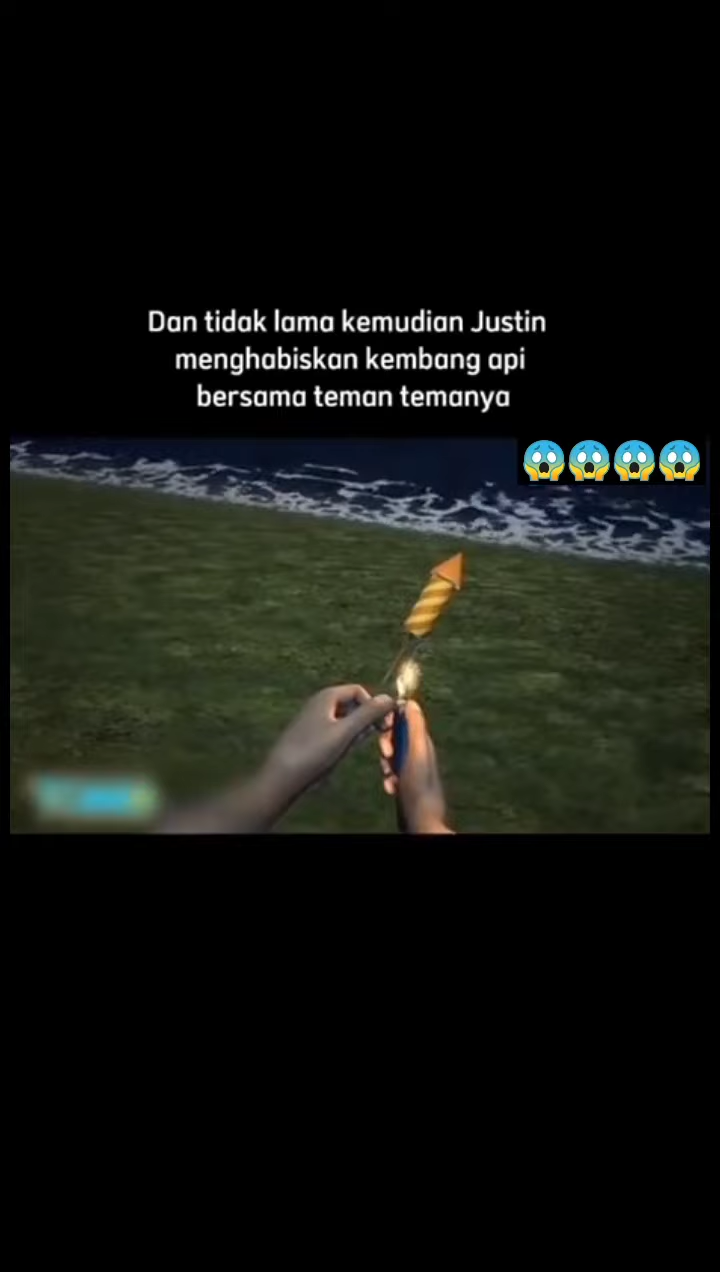 Dan tidak lama kemudian Justin
menghabiskan kembang api
bersama teman temanya